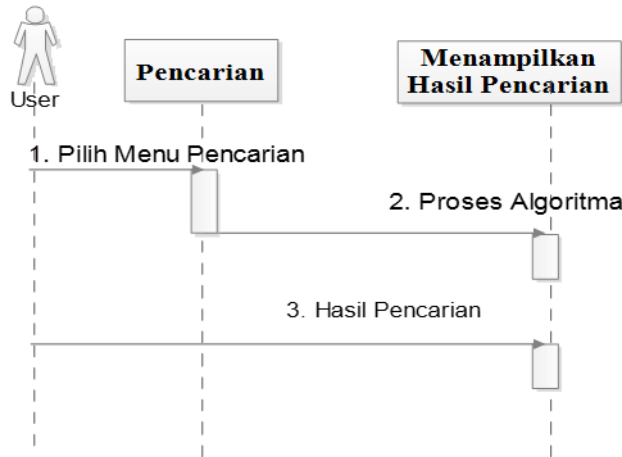 User
Pencarian
Menampilkan
Hasil Pencarian
1. Pilih Menu Pencarian
2. Proses Algoritma
3. Hasil Pencarian